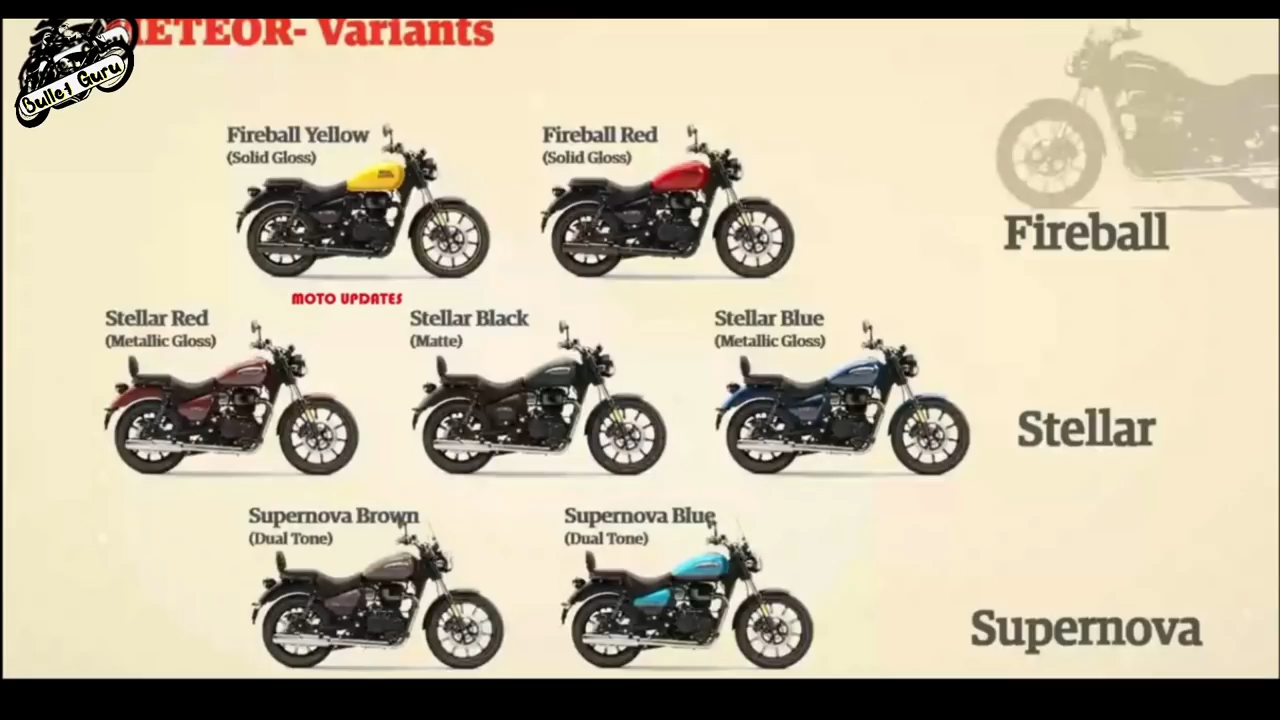 METEOR- Variants
Bullet Guru
Fireball Yellow
(Solid Gloss)
Fireball Red
(Solid Gloss)
Fireball
MOTO UPDATES
Stellar Red
(Metallic Gloss)
Stellar Black
(Matte)
Stellar Blue
(Metallic Gloss)
Stellar
Supernova Brown
(Dual Tone)
Supernova Blue
(Dual Tone)
Supernova